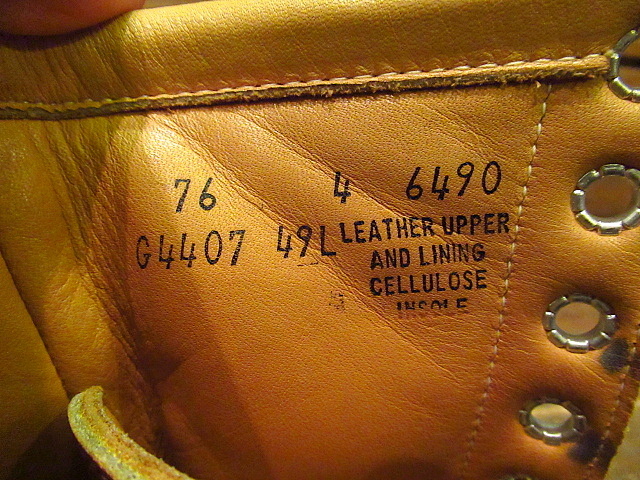 76 4 6490
G4407 49L
LEATHER UPPER
AND LINING
CELLULOSE
INSOLE